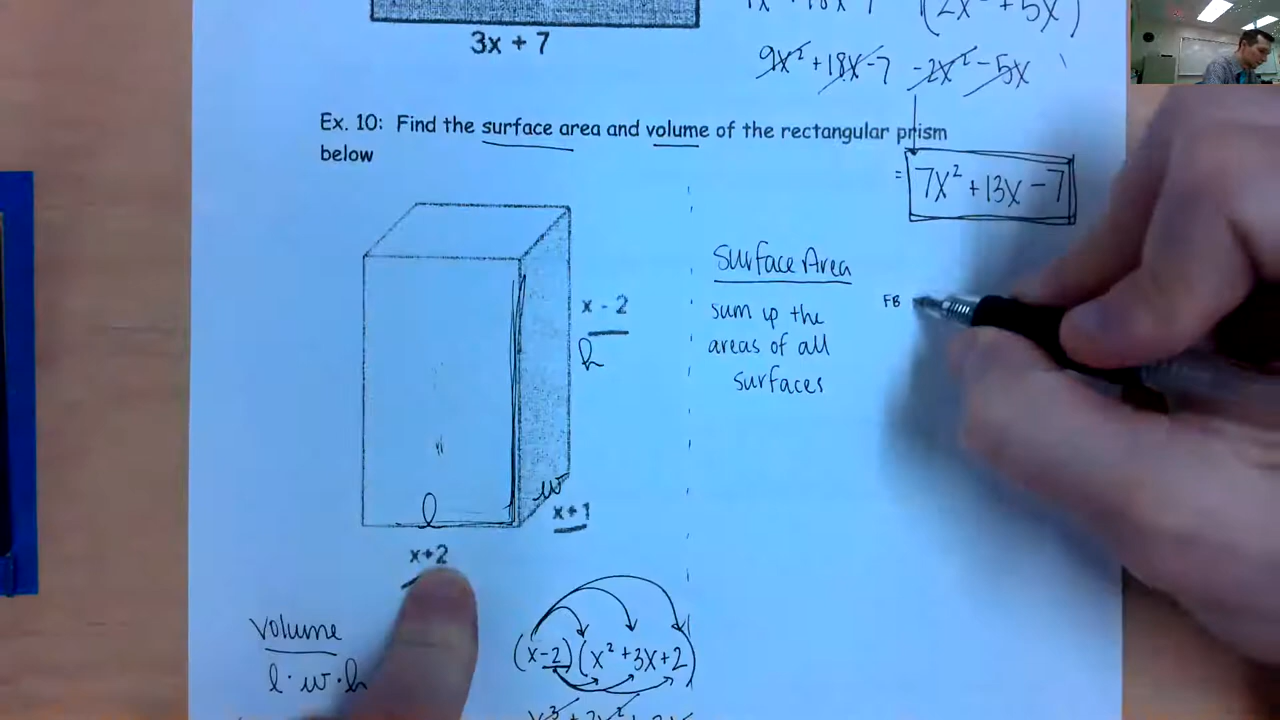 (2x² + 5x)
3x + 7
9x² + 18x - 7 - 2x² - 5x
Ex. 10: Find the surface area and volume of the rectangular prism
below
= 7x² + 13x - 7
Surface Area
sum up the
areas of all
surfaces
FB
x - 2
h
l
w
x + 1
x+2
Volume
l · w · h
(x-2)(x² + 3x + 2)